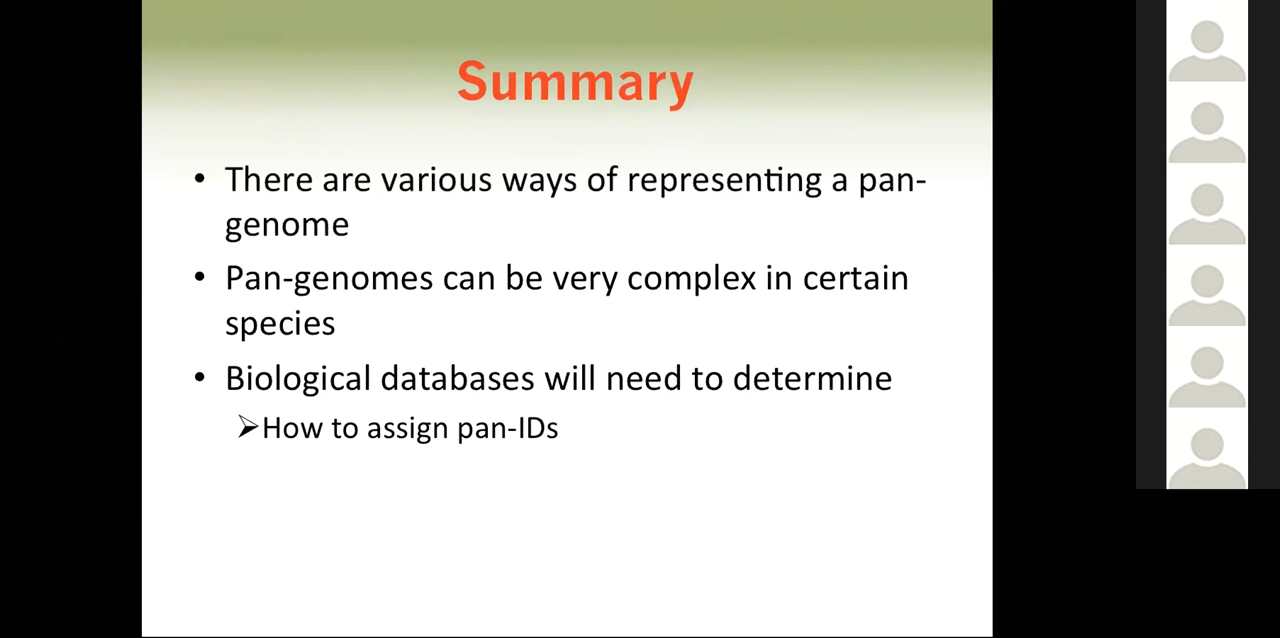 Summary
• There are various ways of representing a pan-
genome
• Pan-genomes can be very complex in certain
species
• Biological databases will need to determine
➢How to assign pan-IDs